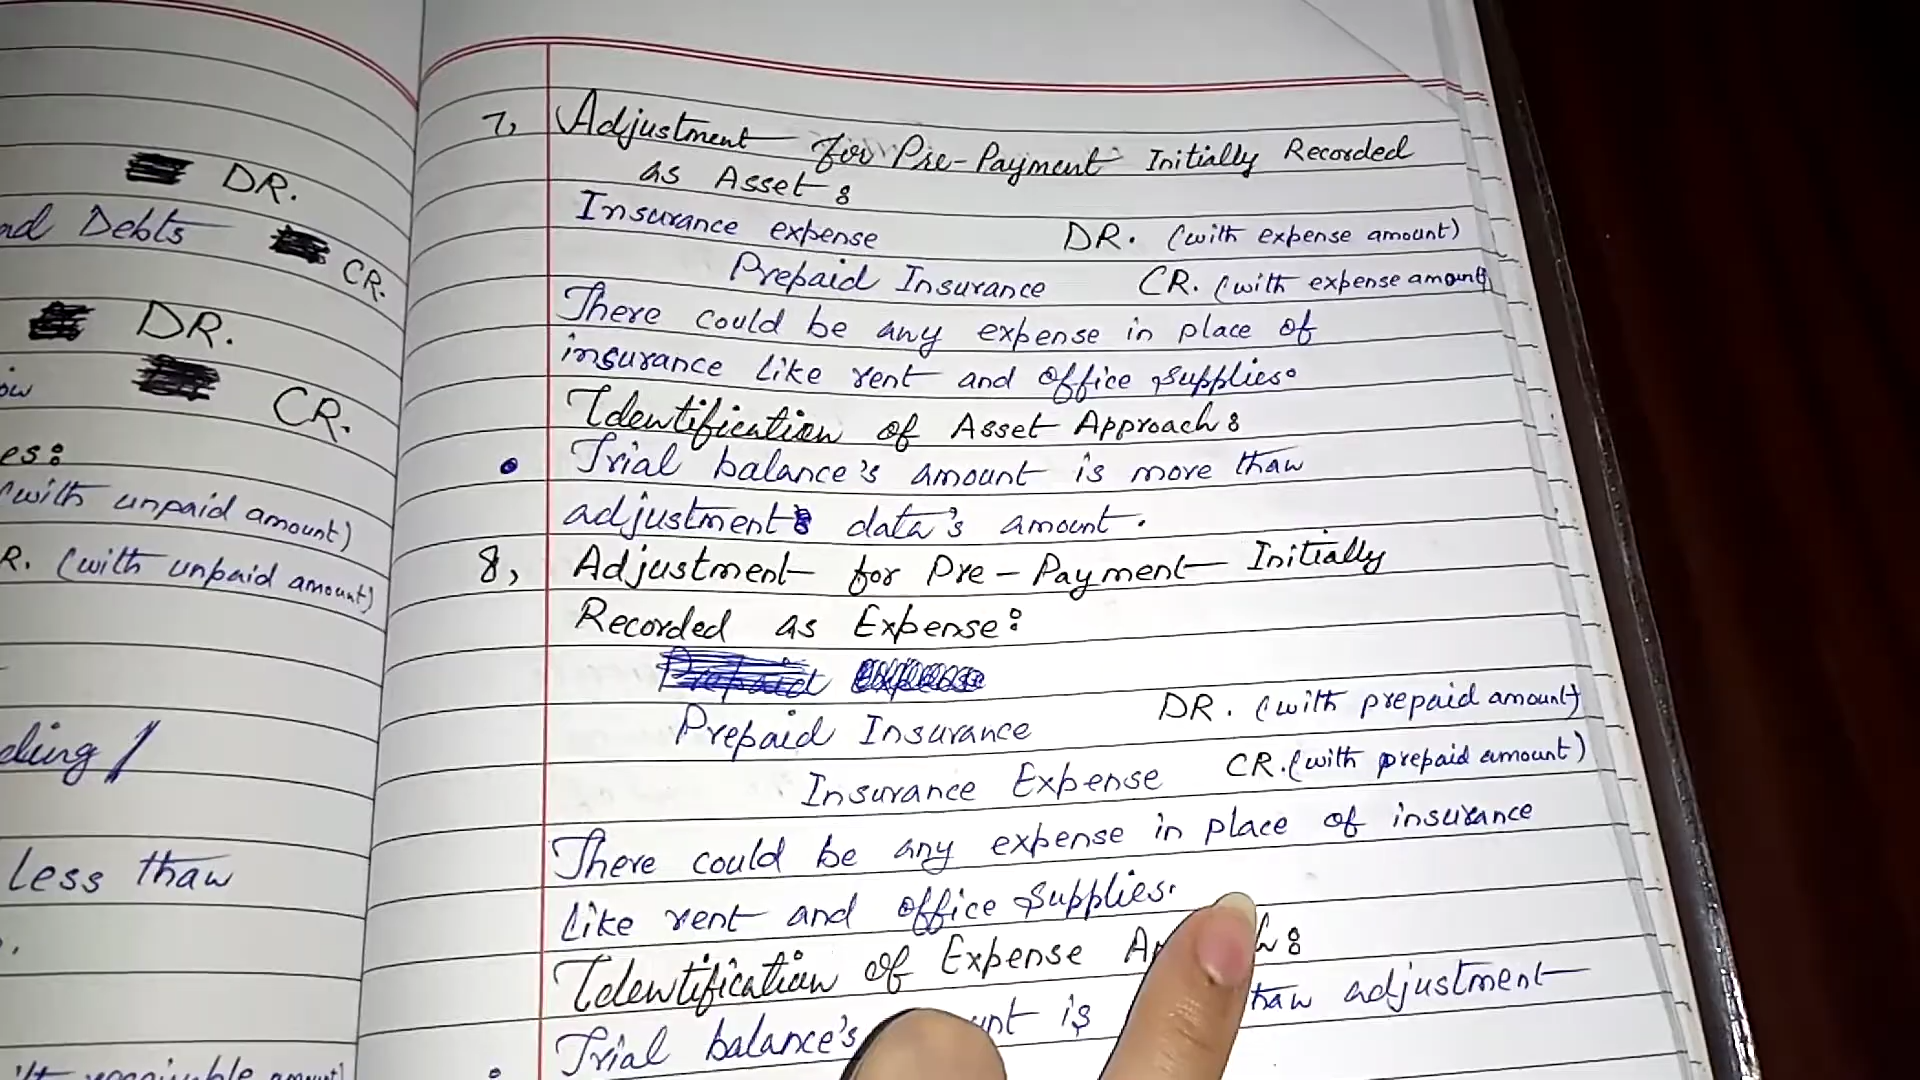 DR.
Debts CR.
DR.
CR.
es:
(with unpaid amount)
R. (with unpaid amount)
Less than
7, Adjustment for Pre-Payment Initially Recorded
as Asset:
Insurance expense DR. (with expense amount)
Prepaid Insurance CR. (with expense amount)
There could be any expense in place of
insurance like rent and office supplies.
Identification of Asset Approach:
• Trial balance's amount is more than
adjustment data's amount.
8, Adjustment for Pre-Payment Initially
Recorded as Expense:
Prepaid Insurance DR. (with prepaid amount)
Insurance Expense CR. (with prepaid amount)
There could be any expense in place of insurance
like rent and office supplies.
Identification of Expense
• Trial balance's is adjustment